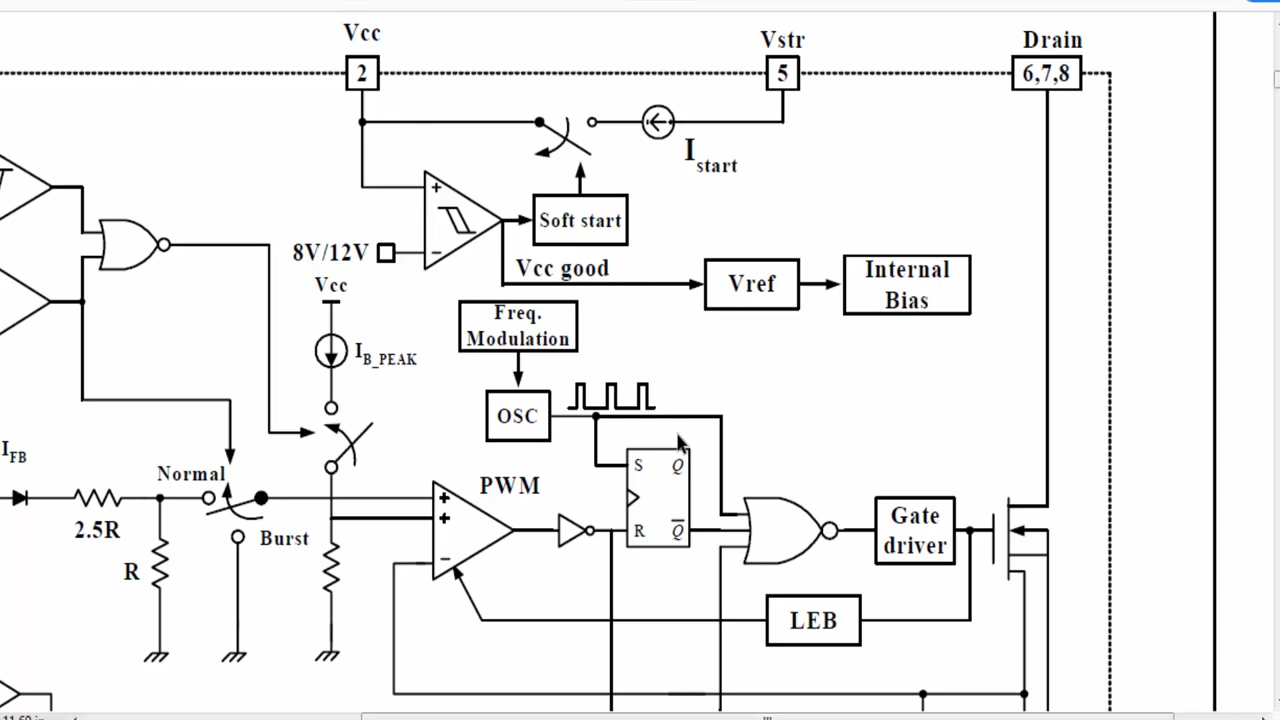 Vcc
Vstr
Drain
2
5
6,7,8
I start
+
Soft start
8V/12V
−
Vcc good
Vref
Internal
Bias
Vcc
Freq.
Modulation
I B_PEAK
OSC
I FB
S Q
Normal
PWM
+
+
2.5R
R Q̅
Gate
driver
Burst
−
R
LEB